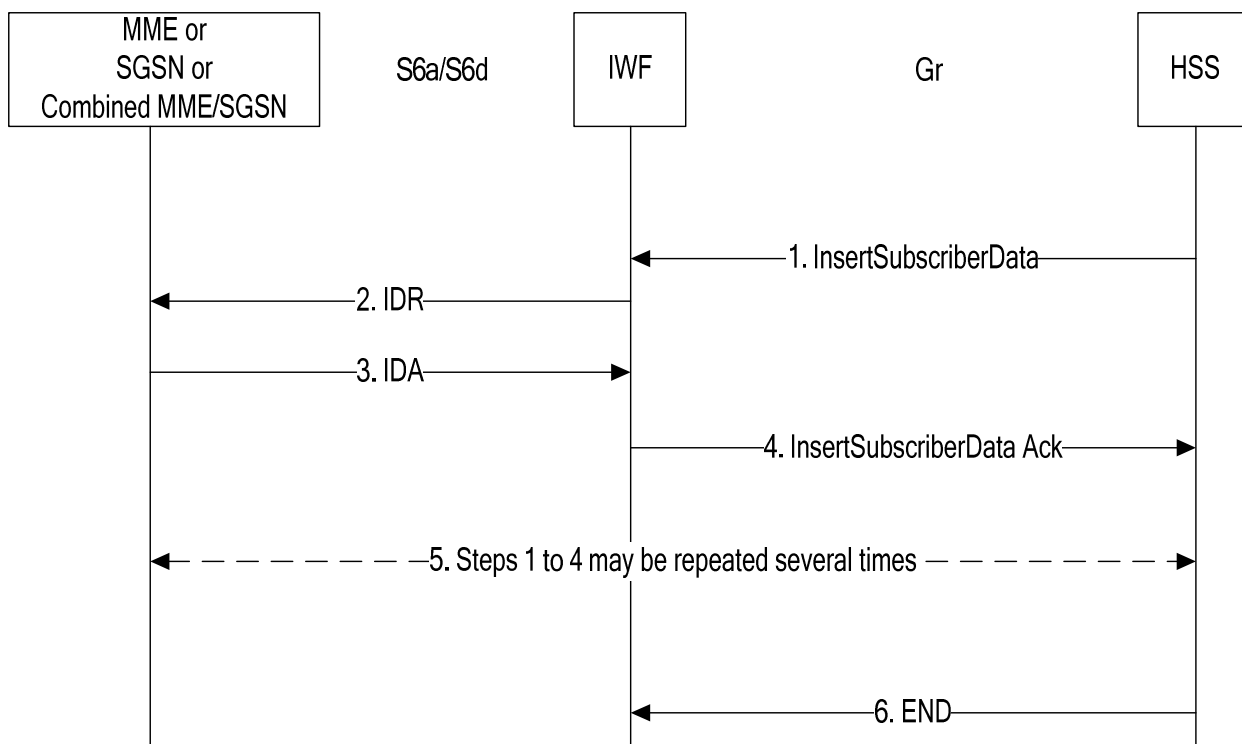 MME or
SGSN or
Combined MME/SGSN
S6a/S6d
IWF
Gr
HSS
1. InsertSubscriberData
2. IDR
3. IDA
4. InsertSubscriberData Ack
5. Steps 1 to 4 may be repeated several times
6. END